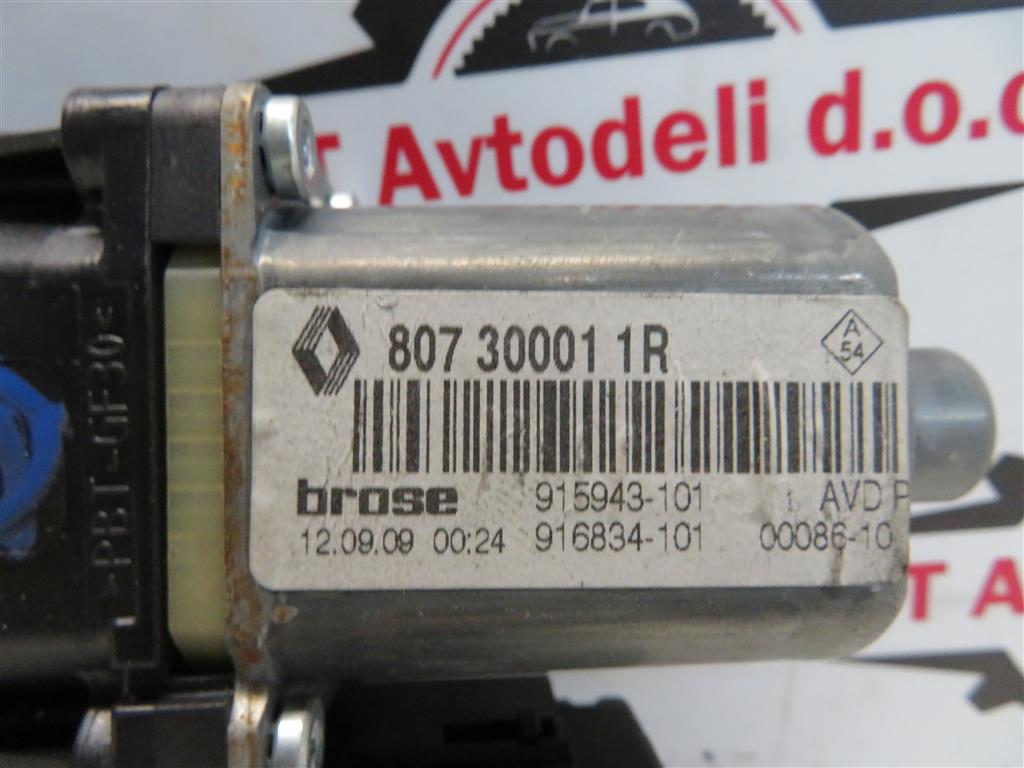 T Avtodeli d.o.o
807 30001 1R
A
54
brose 915943-101 AVD P
12.09.09 00:24 916834-101 00086-10
>PBT-GF30<
T A